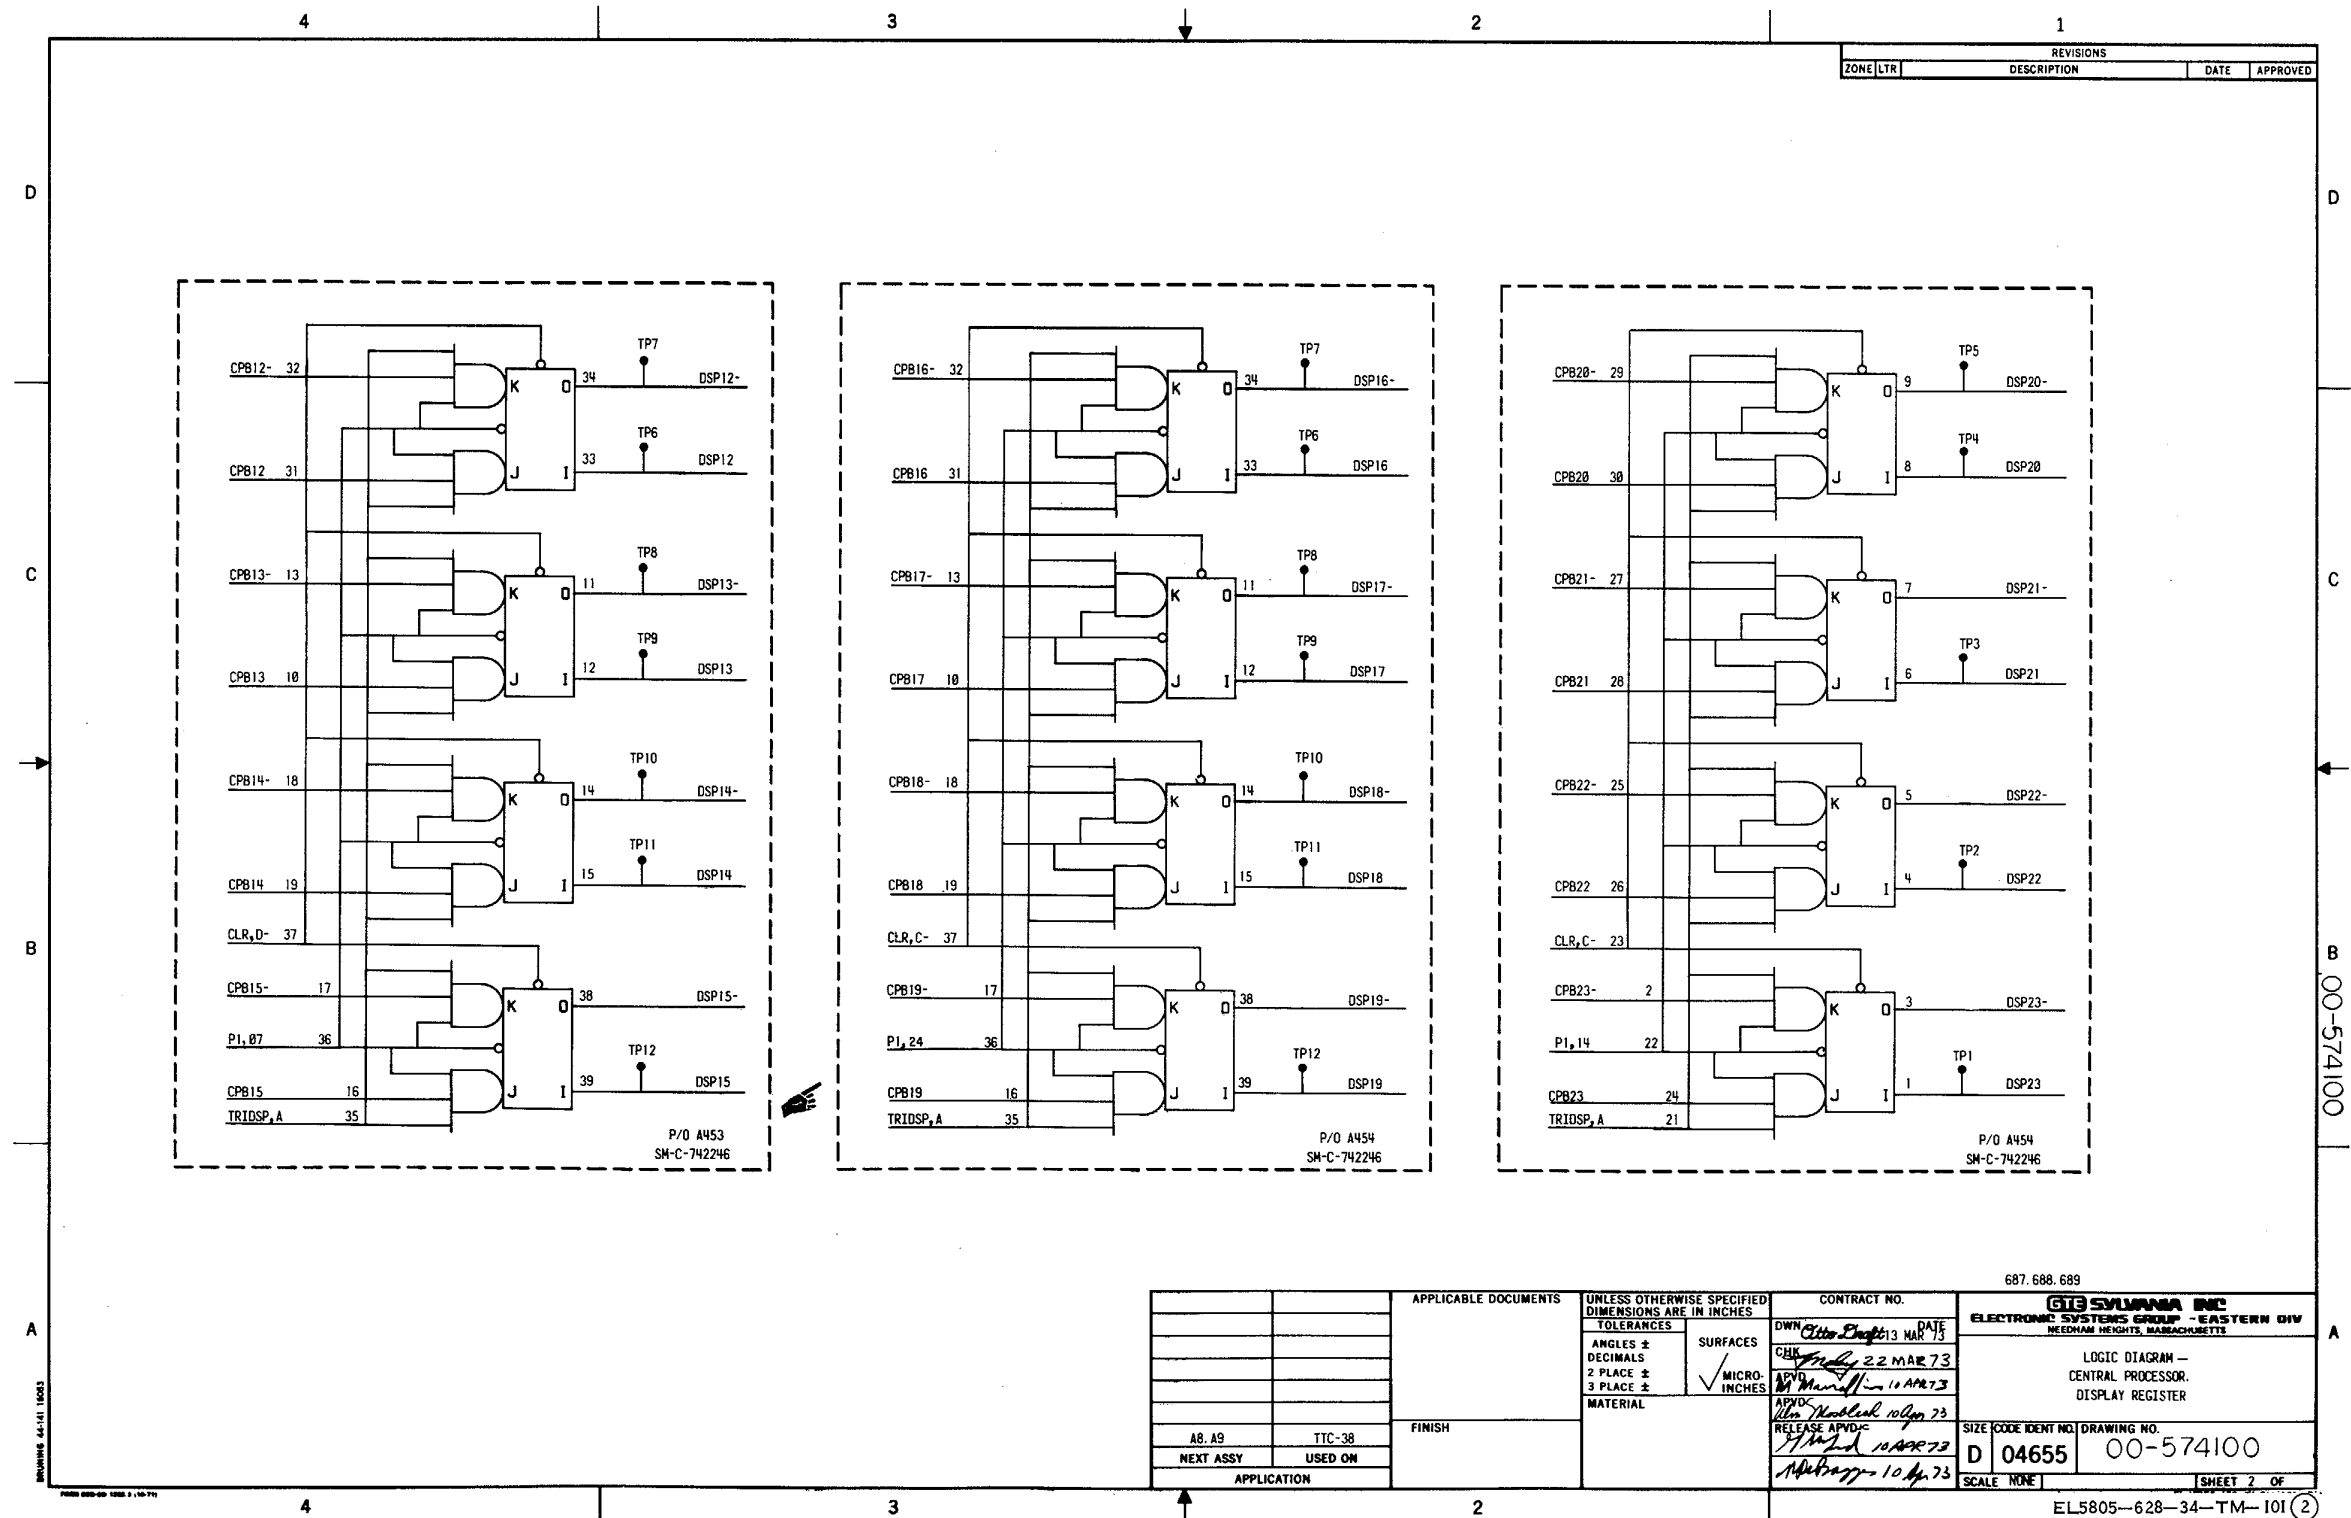 4 3 2 1
REVISIONS
ZONE LTR DESCRIPTION DATE APPROVED
D D
C C
B B
A A
TP7
CPB12- 32 K O 34 DSP12-
TP6
CPB12 31 J I 33 DSP12
TP8
CPB13- 13 K O 11 DSP13-
TP9
CPB13 10 J I 12 DSP13
TP10
CPB14- 18 K O 14 DSP14-
TP11
CPB14 19 J I 15 DSP14
CLR,D- 37
CPB15- 17 K O 38 DSP15-
P1,07 36
TP12
CPB15 16 J I 39 DSP15
TRIDSP,A 35
P/O A453
SM-C-742246
TP7
CPB16- 32 K O 34 DSP16-
TP6
CPB16 31 J I 33 DSP16
TP8
CPB17- 13 K O 11 DSP17-
TP9
CPB17 10 J I 12 DSP17
TP10
CPB18- 18 K O 14 DSP18-
TP11
CPB18 19 J I 15 DSP18
CLR,C- 37
CPB19- 17 K O 38 DSP19-
P1,24 36
TP12
CPB19 16 J I 39 DSP19
TRIDSP,A 35
P/O A454
SM-C-742246
TP5
CPB20- 29 K O 9 DSP20-
TP4
CPB20 30 J I 8 DSP20
CPB21- 27 K O 7 DSP21-
TP3
CPB21 28 J I 6 DSP21
CPB22- 25 K O 5 DSP22-
TP2
CPB22 26 J I 4 DSP22
CLR,C- 23
CPB23- 2 K O 3 DSP23-
P1,14 22
TP1
CPB23 24 J I 1 DSP23
TRIDSP,A 21
P/O A454
SM-C-742246
00-574100
687.688.689
A8.A9 TTC-38
NEXT ASSY USED ON
APPLICATION
APPLICABLE DOCUMENTS
FINISH
UNLESS OTHERWISE SPECIFIED
DIMENSIONS ARE IN INCHES
TOLERANCES
ANGLES ±
DECIMALS
2 PLACE ±
3 PLACE ±
SURFACES
MICRO-
INCHES
MATERIAL
CONTRACT NO.
DWN DATE
13 MAR 73
CHK 22 MAR 73
APVD 10 APR 73
APVD 10 Apr 73
RELEASE APVD
10 APR 73
10 Ap. 73
GTE SYLVANIA INC
ELECTRONIC SYSTEMS GROUP - EASTERN DIV
NEEDHAM HEIGHTS, MASSACHUSETTS
LOGIC DIAGRAM —
CENTRAL PROCESSOR.
DISPLAY REGISTER
SIZE CODE IDENT NO. DRAWING NO.
D 04655 00-574100
SCALE NONE SHEET 2 OF
BRUNING 44-141 15083
4 3 2
EL5805-628-34-TM-101 2